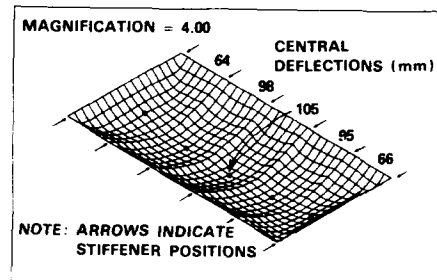 MAGNIFICATION = 4.00
CENTRAL
DEFLECTIONS (mm)
64
98
105
95
66
NOTE: ARROWS INDICATE
STIFFENER POSITIONS